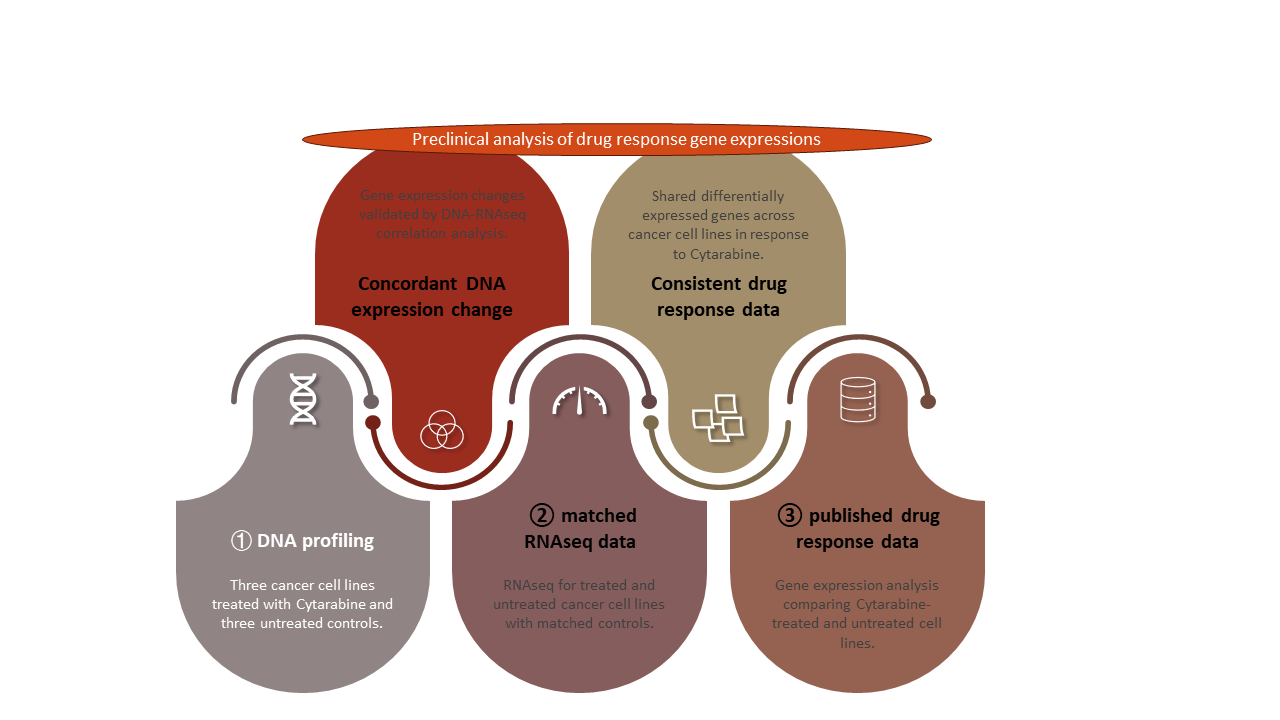 Preclinical analysis of drug response gene expressions
Gene expression changes
validated by DNA-RNAseq
correlation analysis.
Concordant DNA
expression change
Shared differentially
expressed genes across
cancer cell lines in response
to Cytarabine.
Consistent drug
response data
① DNA profiling
Three cancer cell lines
treated with Cytarabine and
three untreated controls.
② matched
RNAseq data
RNAseq for treated and
untreated cancer cell lines
with matched controls.
③ published drug
response data
Gene expression analysis
comparing Cytarabine-
treated and untreated cell
lines.